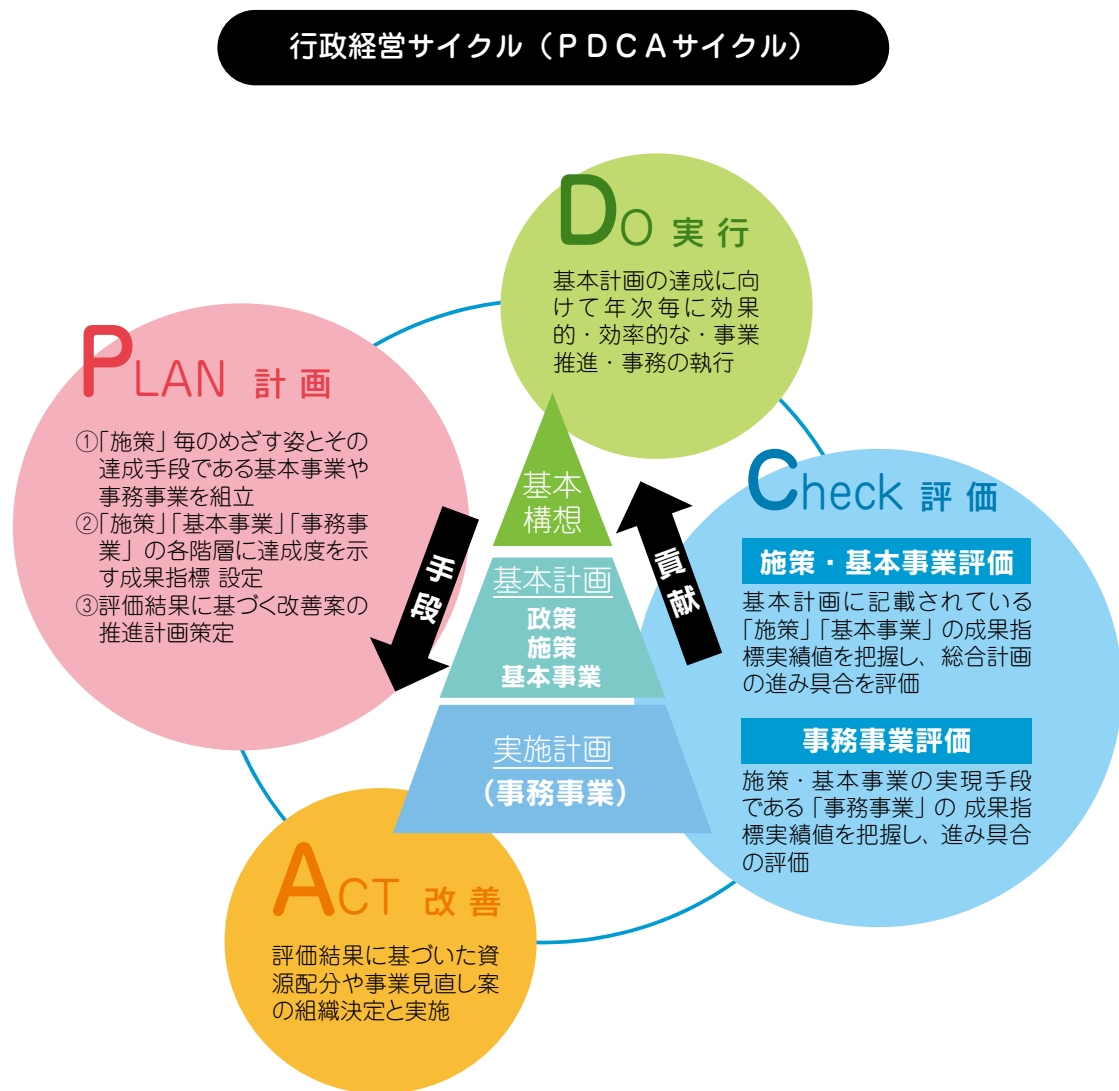 行政経営サイクル（ＰＤＣＡサイクル）
Do 実行
基本計画の達成に向
けて年次毎に効果
的・効率的な・事業
推進・事務の執行
PLAN 計画
①「施策」毎のめざす姿とその
達成手段である基本事業や
事務事業を組立
②「施策」「基本事業」「事務事
業」の各階層に達成度を示
す成果指標 設定
③評価結果に基づく改善案の
推進計画策定
手段
基本
構想
基本計画
政策
施策
基本事業
実施計画
（事務事業）
貢献
Check 評価
施策・基本事業評価
基本計画に記載されている
「施策」「基本事業」の成果指
標実績値を把握し、総合計画
の進み具合を評価
事務事業評価
施策・基本事業の実現手段
である「事務事業」の 成果指
標実績値を把握し、進み具合
の評価
ACT 改善
評価結果に基づいた資
源配分や事業見直し案
の組織決定と実施